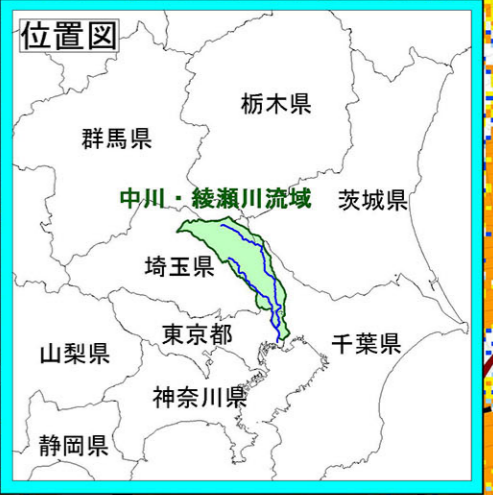 位置図
栃木県
群馬県
中川・綾瀬川流域
茨城県
埼玉県
東京都
千葉県
山梨県
神奈川県
静岡県